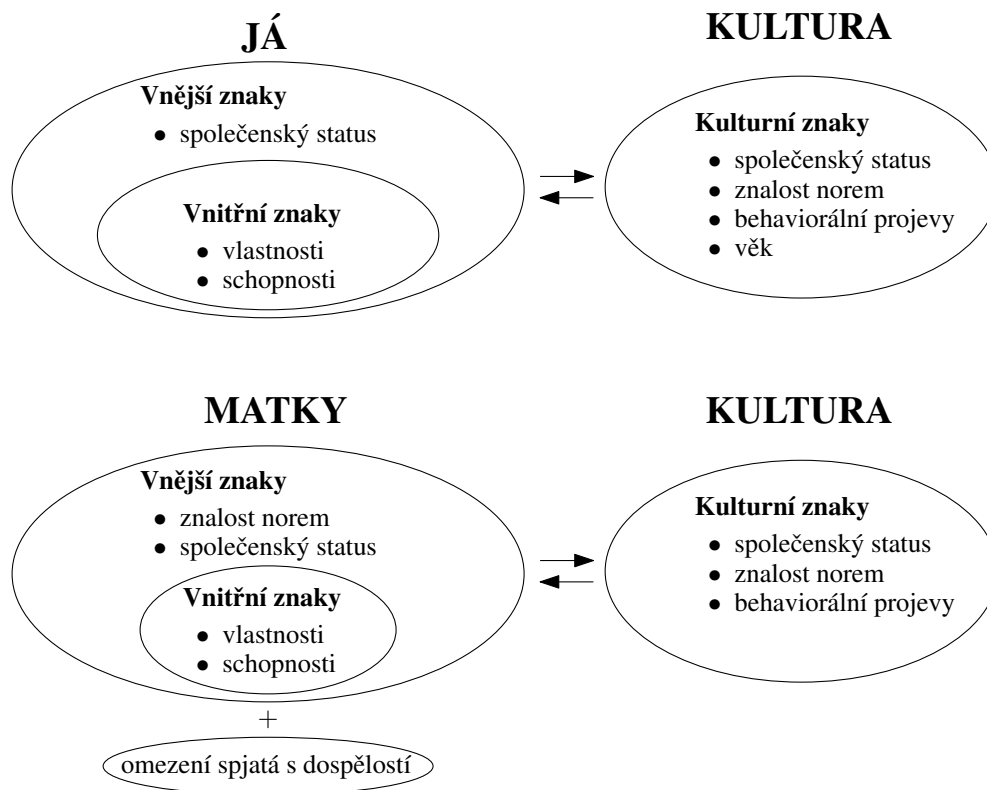 JÁ
Vnější znaky
• společenský status
Vnitřní znaky
• vlastnosti
• schopnosti
KULTURA
Kulturní znaky
• společenský status
• znalost norem
• behaviorální projevy
• věk
MATKY
Vnější znaky
• znalost norem
• společenský status
Vnitřní znaky
• vlastnosti
• schopnosti
+
omezení spjatá s dospělostí
KULTURA
Kulturní znaky
• společenský status
• znalost norem
• behaviorální projevy